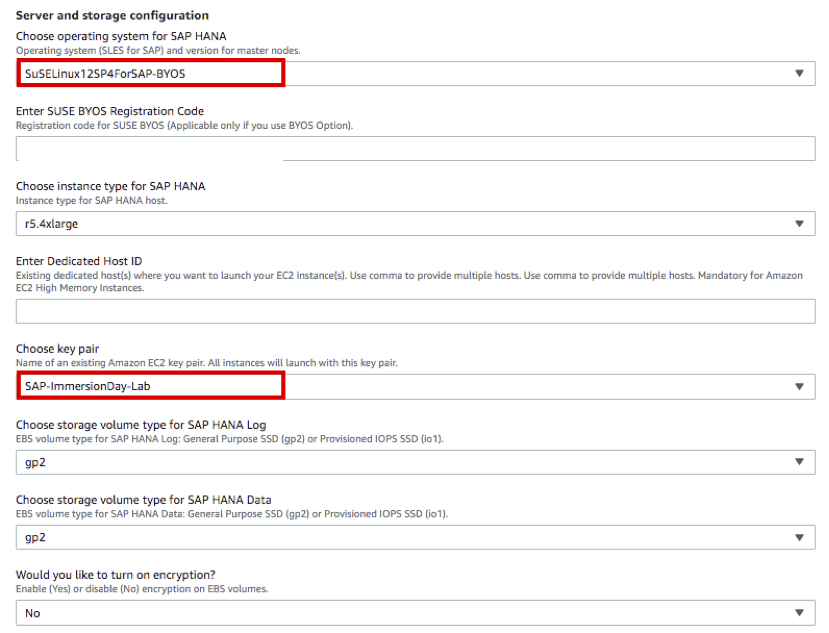 Server and storage configuration
Choose operating system for SAP HANA
Operating system (SLES for SAP) and version for master nodes.
SuSELinux12SP4ForSAP-BYOS
Enter SUSE BYOS Registration Code
Registration code for SUSE BYOS (Applicable only if you use BYOS Option).
Choose instance type for SAP HANA
Instance type for SAP HANA host.
r5.4xlarge
Enter Dedicated Host ID
Existing dedicated host(s) where you want to launch your EC2 instance(s). Use comma to provide multiple hosts. Use comma to provide multiple hosts. Mandatory for Amazon
EC2 High Memory Instances.
Choose key pair
Name of an existing Amazon EC2 key pair. All instances will launch with this key pair.
SAP-ImmersionDay-Lab
Choose storage volume type for SAP HANA Log
EBS volume type for SAP HANA Log: General Purpose SSD (gp2) or Provisioned IOPS SSD (io1).
gp2
Choose storage volume type for SAP HANA Data
EBS volume type for SAP HANA Data: General Purpose SSD (gp2) or Provisioned IOPS SSD (io1).
gp2
Would you like to turn on encryption?
Enable (Yes) or disable (No) encryption on EBS volumes.
No